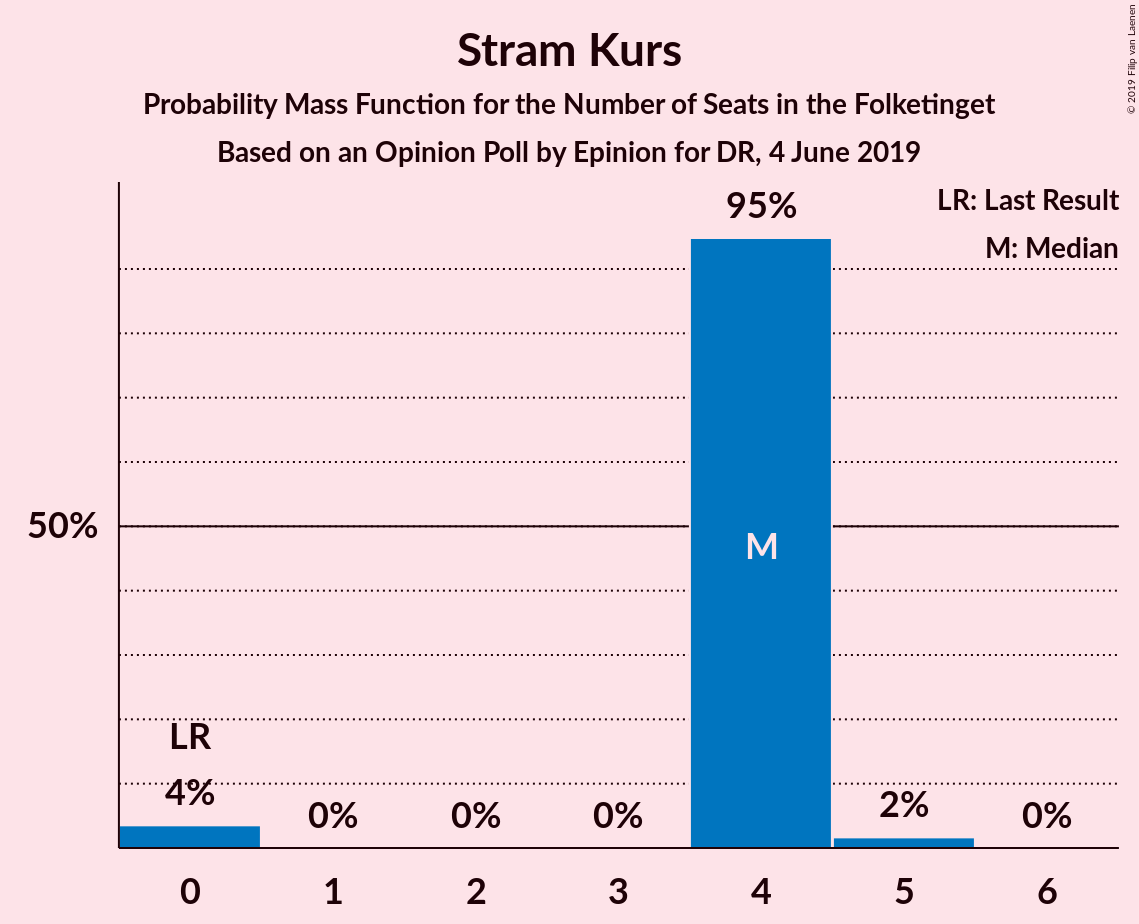 Stram Kurs
Probability Mass Function for the Number of Seats in the Folketinget
Based on an Opinion Poll by Epinion for DR, 4 June 2019
© 2019 Filip van Laenen
LR: Last Result
M: Median
95%
50%
M
LR
4%
0%
0%
0%
2%
0%
0
1
2
3
4
5
6